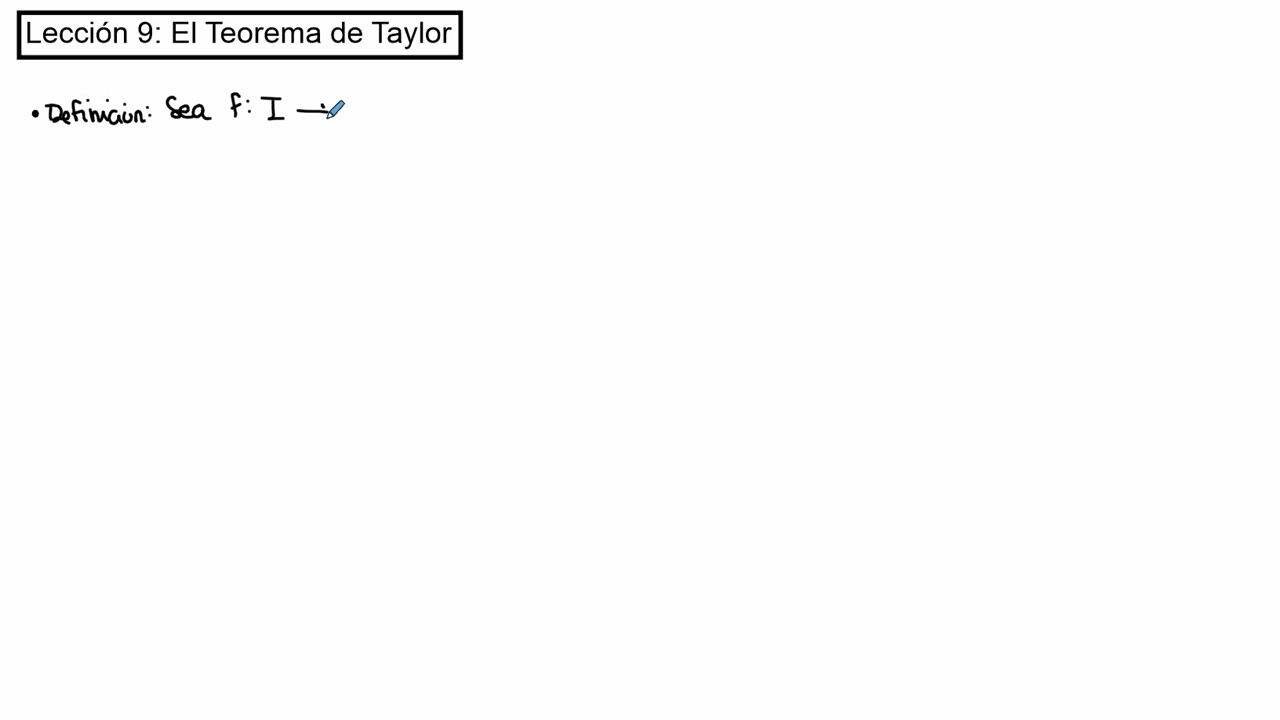 Lección 9: El Teorema de Taylor
• Definición: Sea f: I →